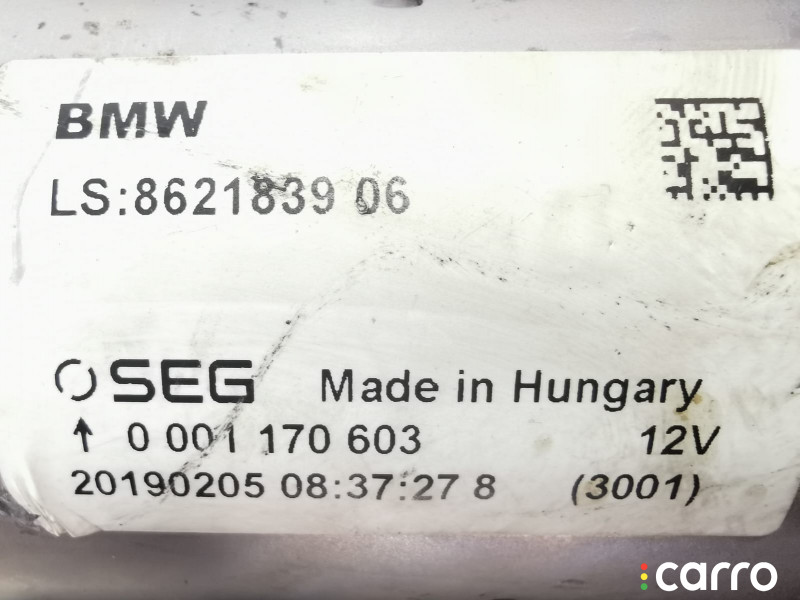 BMW
LS:8621839 06
SEG Made in Hungary
↑ 0 001 170 603 12V
20190205 08:37:27 8 (3001)
carro